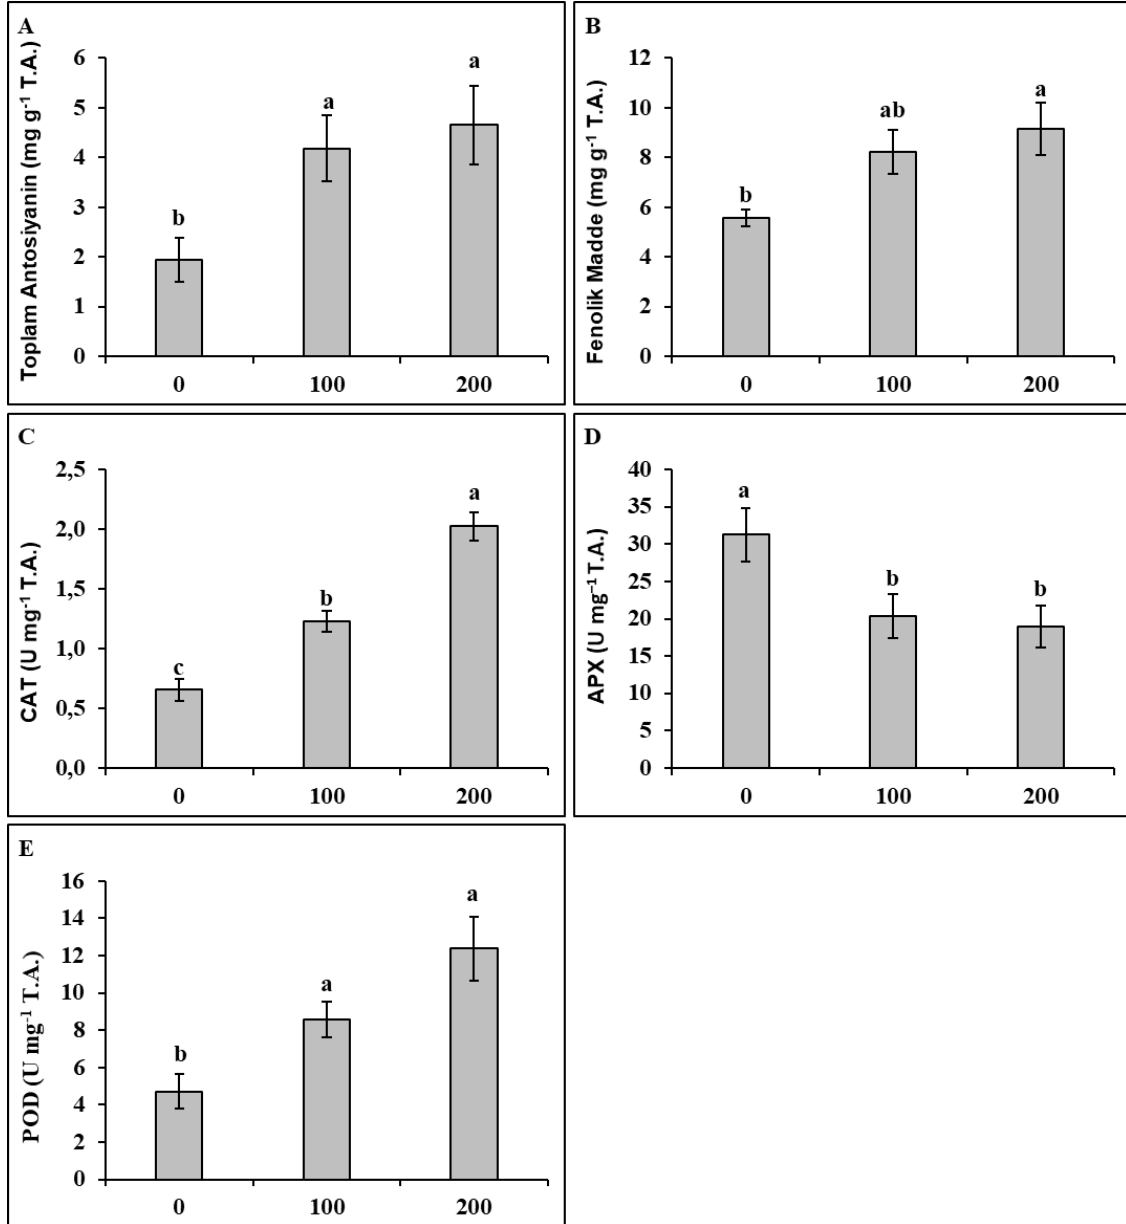 A
Toplam Antosiyanin (mg g-1 T.A.)
6
5
4
3
2
1
0
b
a
a
0 100 200
B
Fenolik Madde (mg g-1 T.A.)
12
10
8
6
4
2
0
b
ab
a
0 100 200
C
CAT (U mg-1 T.A.)
2,5
2,0
1,5
1,0
0,5
0,0
c
b
a
0 100 200
D
APX (U mg-1 T.A.)
40
35
30
25
20
15
10
5
0
a
b
b
0 100 200
E
POD (U mg-1 T.A.)
16
14
12
10
8
6
4
2
0
b
a
a
0 100 200